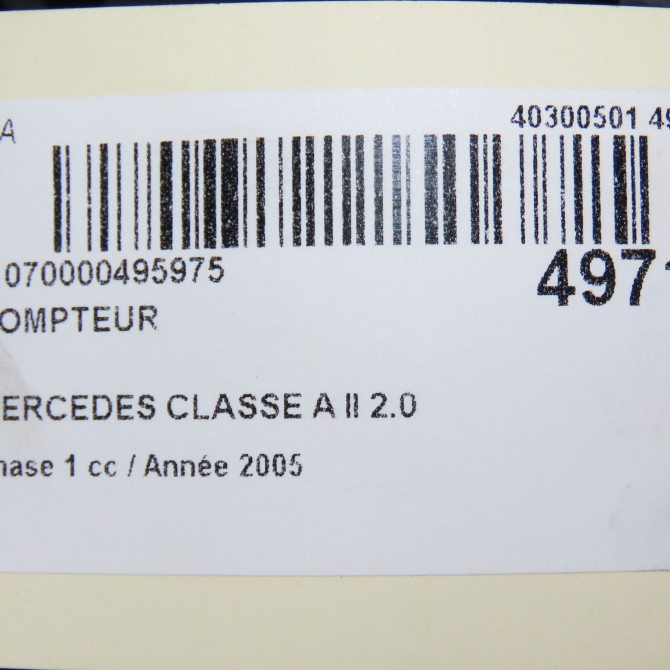 A 40300501 49
070000495975
4971
OMPTEUR
ERCEDES CLASSE A II 2.0
hase 1 cc / Année 2005